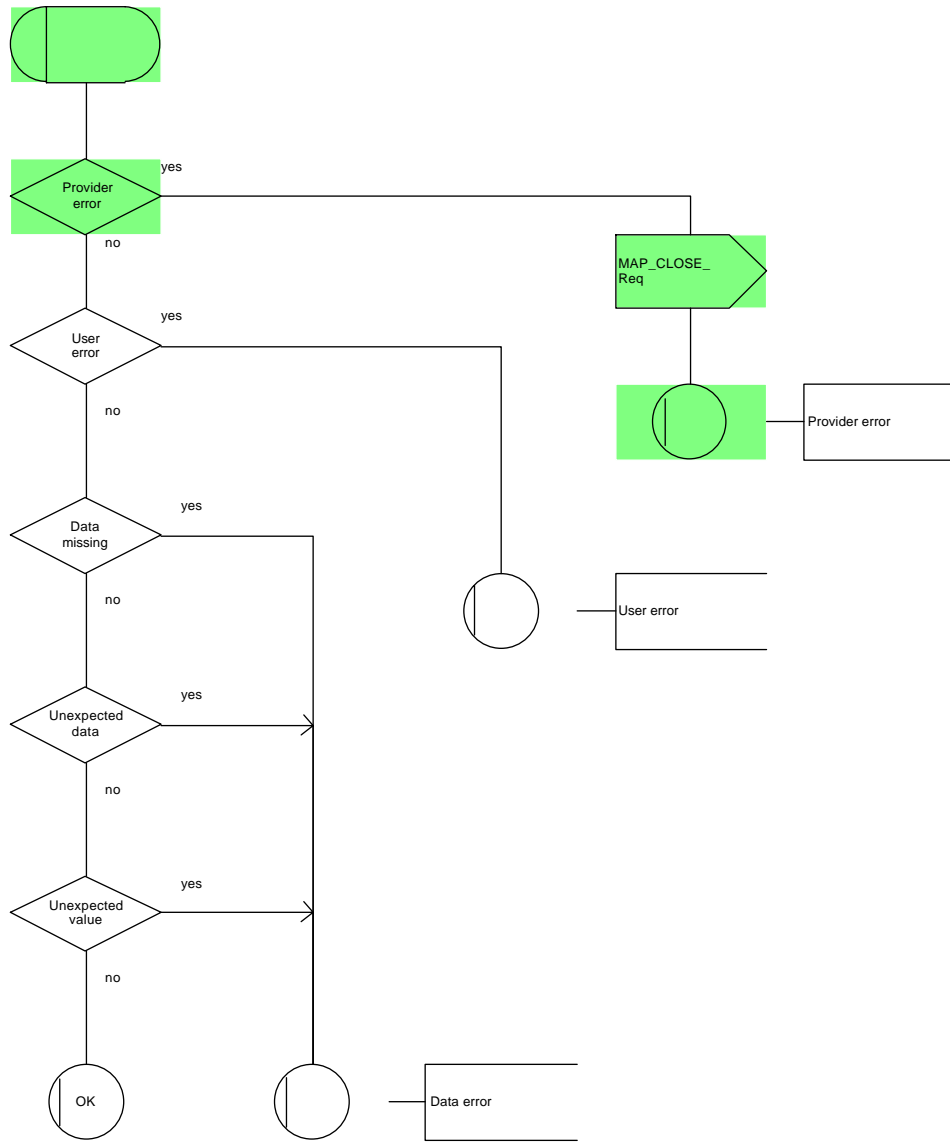 yes
Provider
error
no
MAP_CLOSE_
Req
yes
User
error
no
Provider error
yes
Data
missing
no
User error
yes
Unexpected
data
no
yes
Unexpected
value
no
OK
Data error